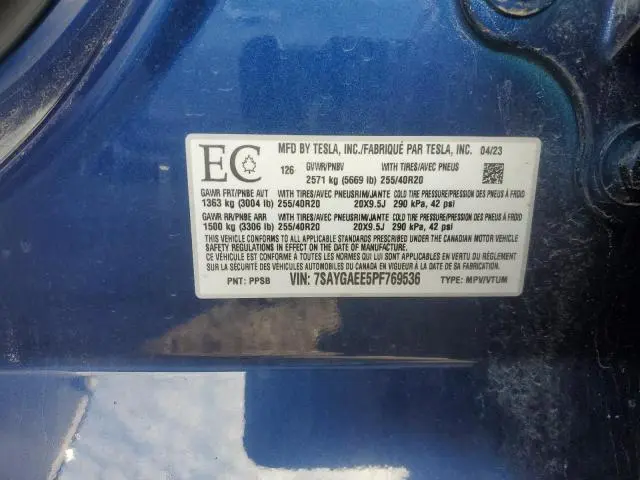 EC
MFD BY TESLA, INC./FABRIQUÉ PAR TESLA, INC. 04/23
126 GVWR/PNBV WITH TIRES/AVEC PNEUS
2571 kg (5669 lb) 255/40R20
GAWR FRT/PNBE AVT WITH TIRES/AVEC PNEUS RIM/JANTE COLD TIRE PRESSURE/PRESSION DES PNEUS À FROID
1363 kg (3004 lb) 255/40R20 20X9.5J 290 kPa, 42 psi
GAWR RR/PNBE ARR WITH TIRES/AVEC PNEUS RIM/JANTE COLD TIRE PRESSURE/PRESSION DES PNEUS À FROID
1500 kg (3306 lb) 255/40R20 20X9.5J 290 kPa, 42 psi
THIS VEHICLE CONFORMS TO ALL APPLICABLE STANDARDS PRESCRIBED UNDER THE CANADIAN MOTOR VEHICLE
SAFETY REGULATIONS IN EFFECT ON THE DATE OF MANUFACTURE
CE VÉHICULE EST CONFORME À TOUTES LES NORMES QUI LUI SONT APPLICABLES EN VERTU DU RÈGLEMENT
SUR LA SÉCURITÉ DES VÉHICULES AUTOMOBILES DU CANADA EN VIGUEUR À LA DATE DE SA FABRICATION
PNT: PPSB VIN: 7SAYGAEE5PF769536 TYPE: MPV/VTUM